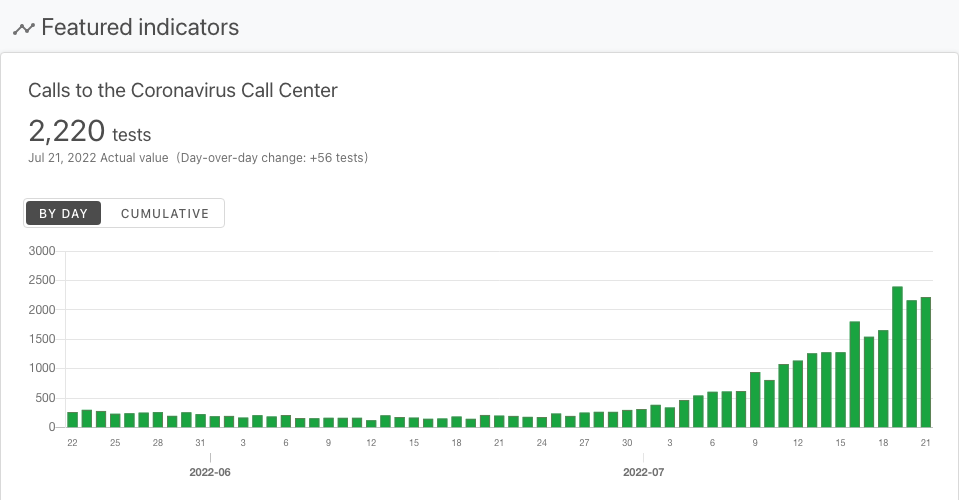 Featured indicators
Calls to the Coronavirus Call Center
2,220 tests
Jul 21, 2022 Actual value (Day-over-day change: +56 tests)
BY DAY CUMULATIVE
3000
2500
2000
1500
1000
500
0
22 25 28 31 3 6 9 12 15 18 21 24 27 30 3 6 9 12 15 18 21
2022-06 2022-07